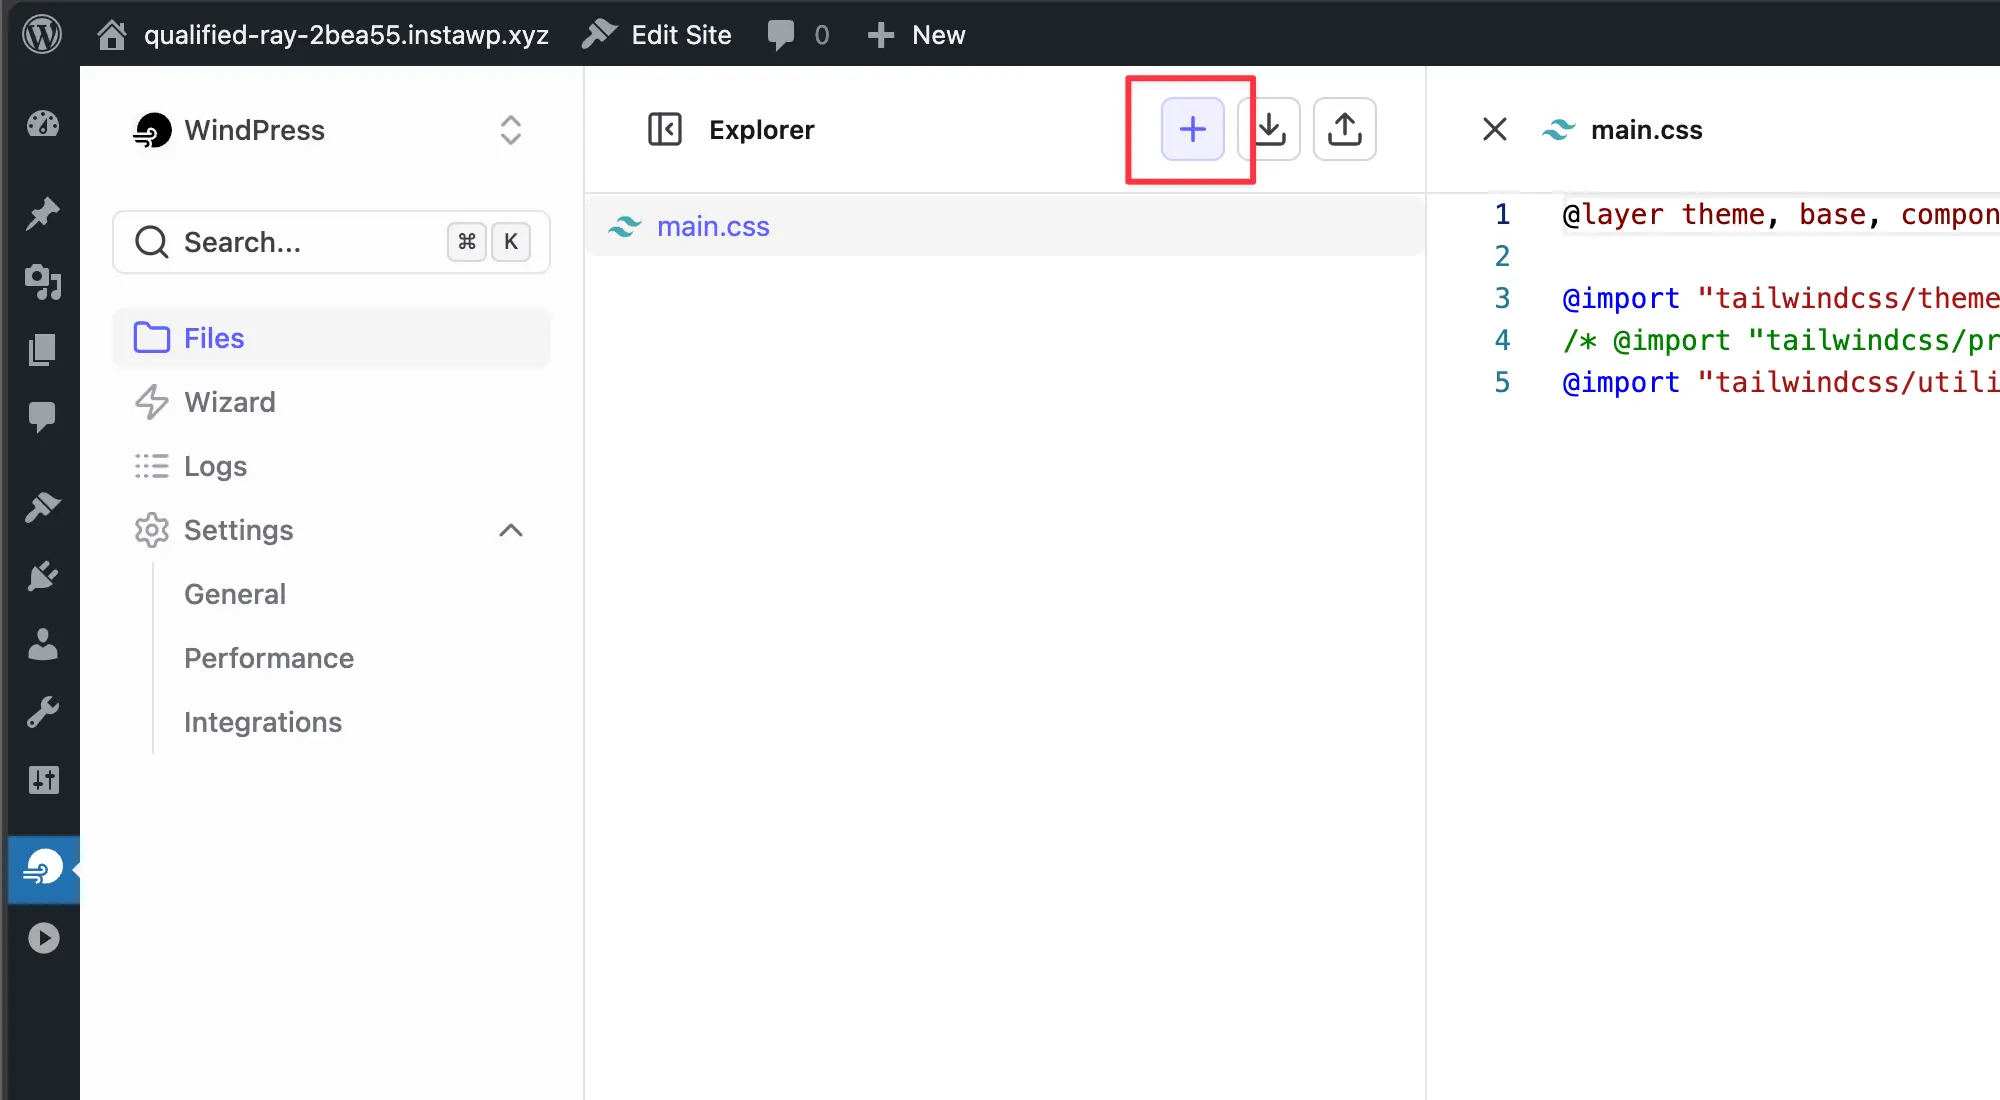 qualified-ray-2bea55.instawp.xyz Edit Site 0 New
WindPress
Search... ⌘ K
Files
Wizard
Logs
Settings
General
Performance
Integrations
Explorer
main.css
main.css
1 @layer theme, base, compon
2
3 @import "tailwindcss/theme
4 /* @import "tailwindcss/pr
5 @import "tailwindcss/utili